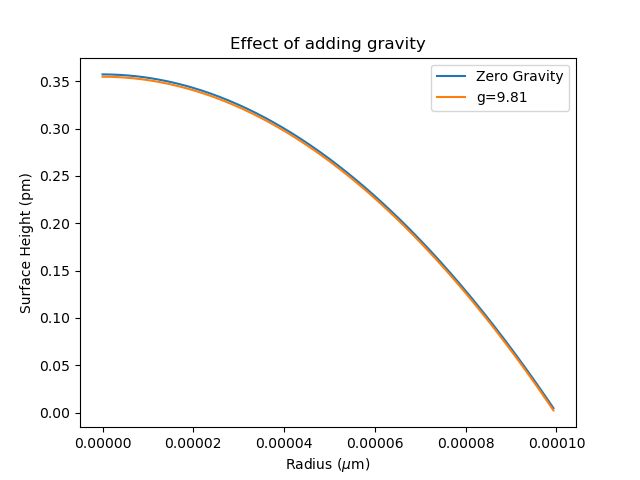 Effect of adding gravity
Zero Gravity
g=9.81
Surface Height (pm)
0.35
0.30
0.25
0.20
0.15
0.10
0.05
0.00
0.00000 0.00002 0.00004 0.00006 0.00008 0.00010
Radius (μm)